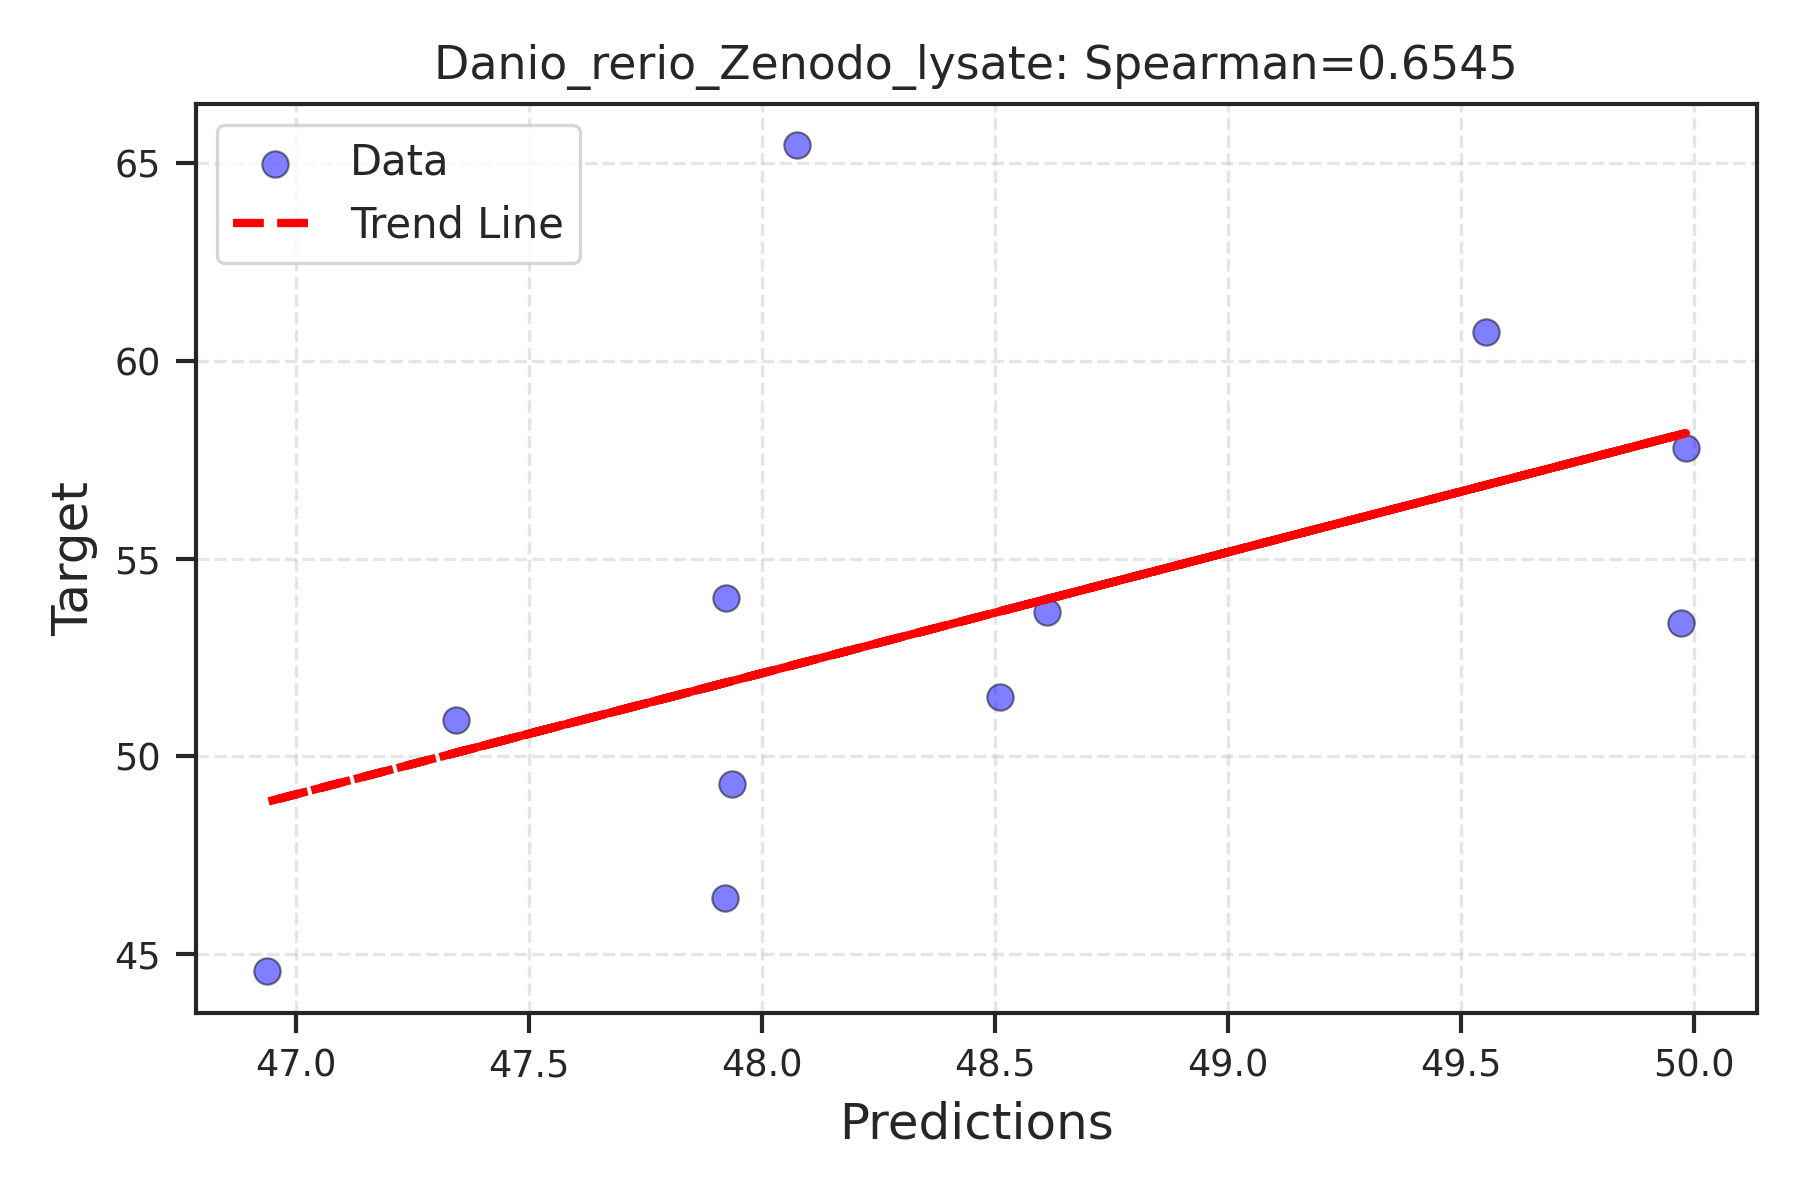 Danio_rerio_Zenodo_lysate: Spearman=0.6545
Data
Trend Line
65
60
55
50
45
Target
47.0 47.5 48.0 48.5 49.0 49.5 50.0
Predictions